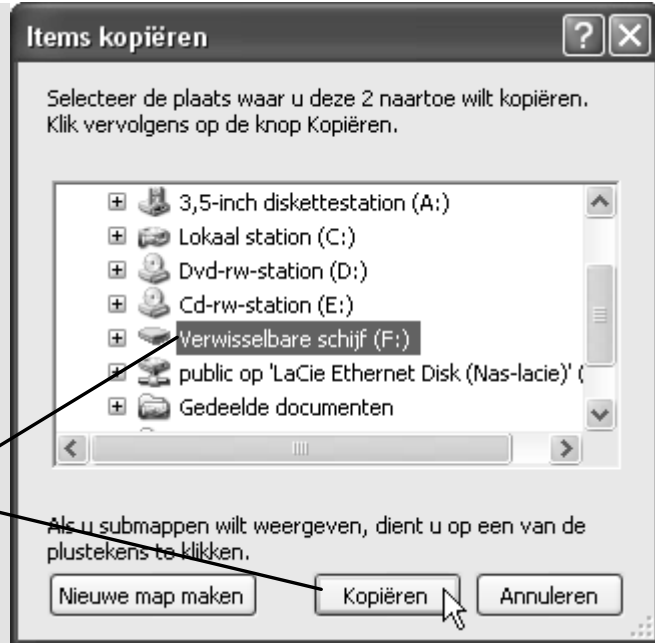 Items kopiëren
Selecteer de plaats waar u deze 2 naartoe wilt kopiëren.
Klik vervolgens op de knop Kopiëren.
3,5-inch diskettestation (A:)
Lokaal station (C:)
Dvd-rw-station (D:)
Cd-rw-station (E:)
Verwisselbare schijf (F:)
public op 'LaCie Ethernet Disk (Nas-lacie)' (
Gedeelde documenten
Als u submappen wilt weergeven, dient u op een van de
plustekens te klikken.
Nieuwe map maken Kopiëren Annuleren